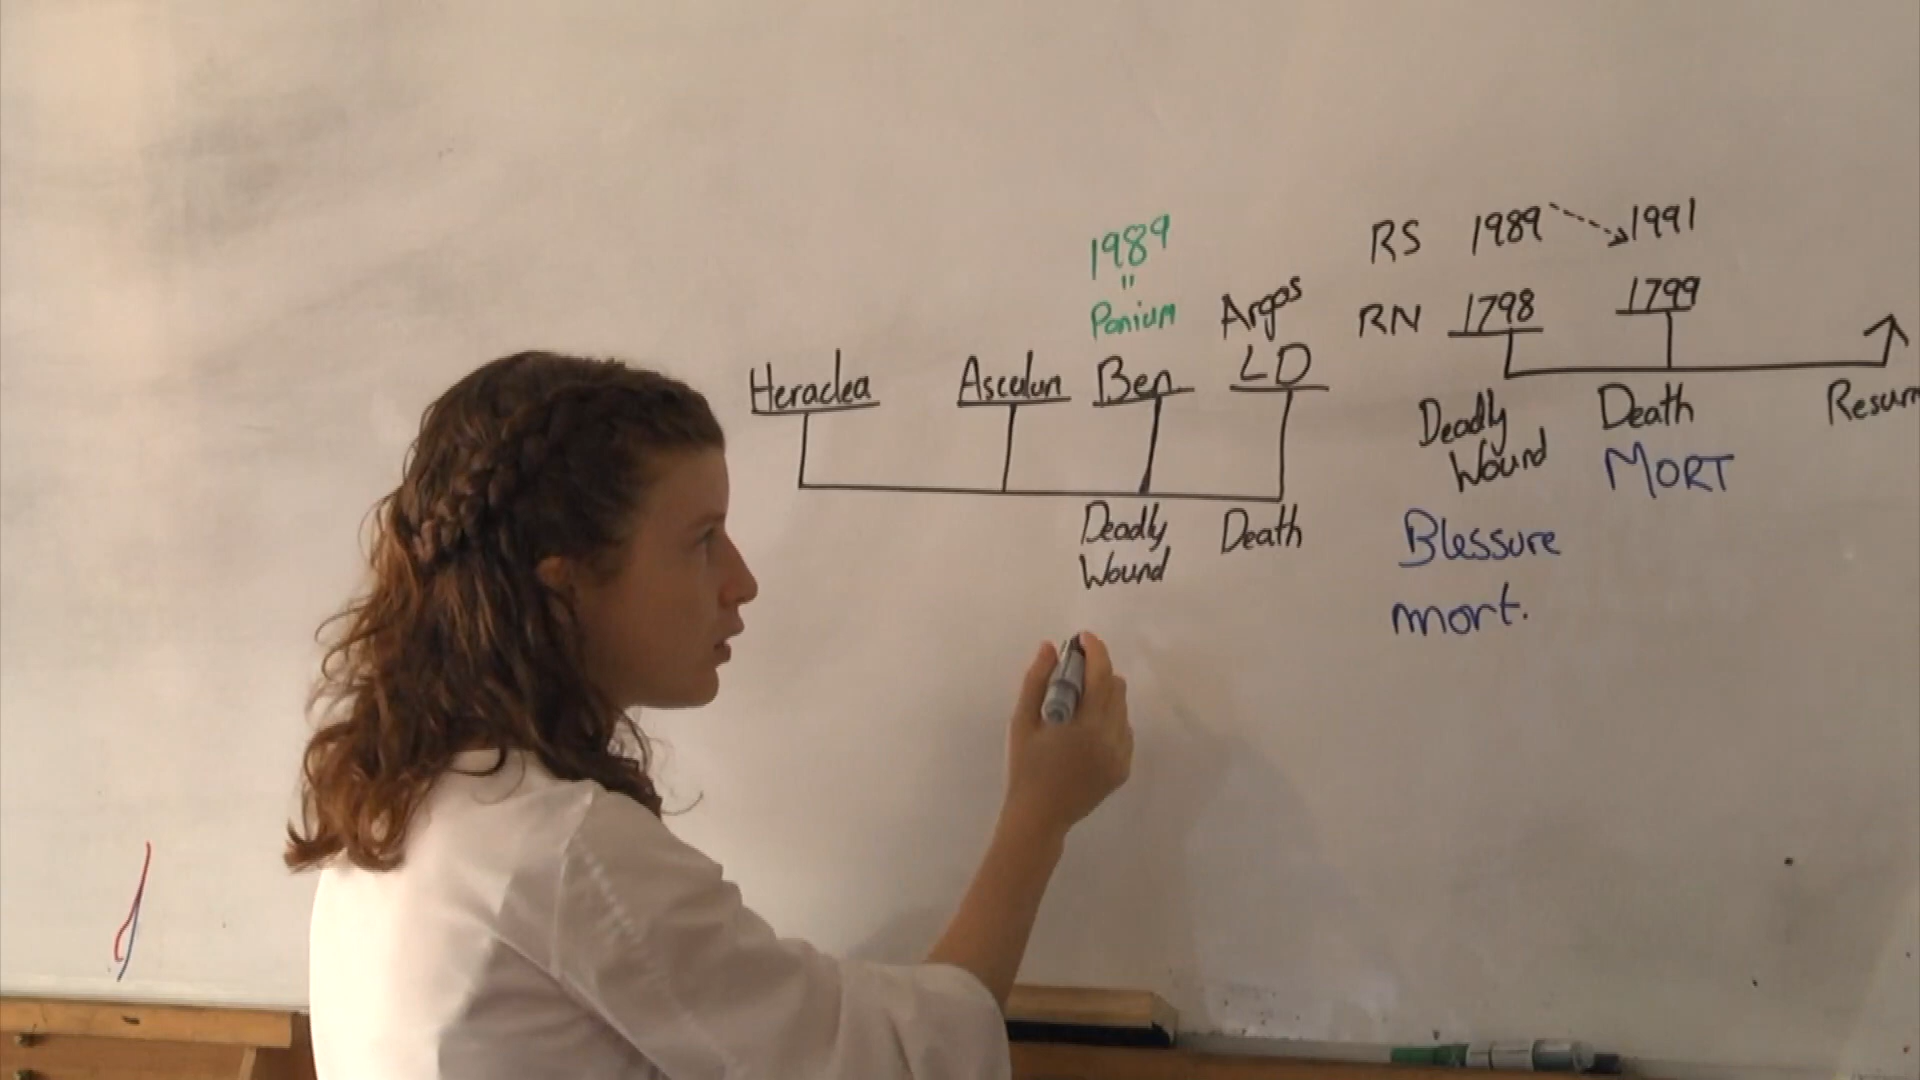 1989
"
Panium
Argos
Heraclea Ascalun Ben LD
Deadly
Wound
Death
RS 1989 1991
RN 1798 1799
Deadly
Wound
Death
Resurr
MORT
Blessure
mort.